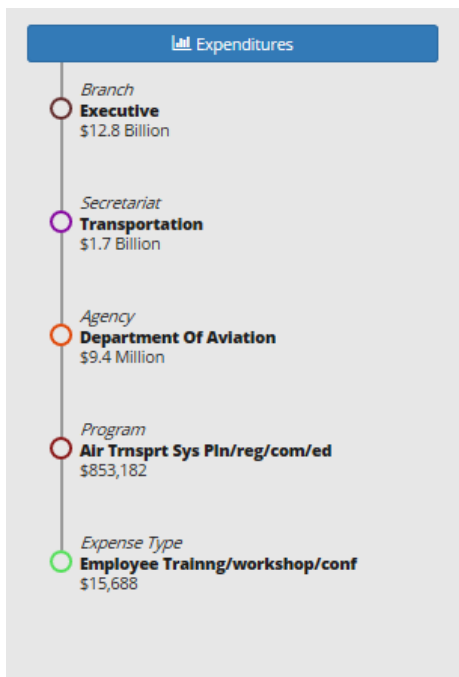 Expenditures
Branch
Executive
$12.8 Billion
Secretariat
Transportation
$1.7 Billion
Agency
Department Of Aviation
$9.4 Million
Program
Air Trnsprt Sys Pln/reg/com/ed
$853,182
Expense Type
Employee Trainng/workshop/conf
$15,688